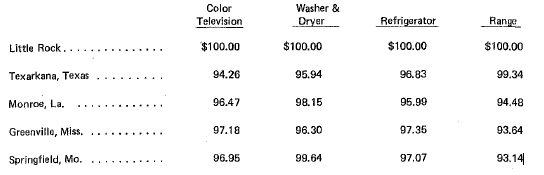 Color Washer &
Television Dryer Refrigerator Range
Little Rock. . . . . . . . . . . . . . . $100.00 $100.00 $100.00 $100.00
Texarkana, Texas . . . . . . . . . 94.26 95.94 96.83 99.34
Monroe, La. . . . . . . . . . . . . 96.47 98.15 95.99 94.48
Greenville, Miss. . . . . . . . . . . . 97.18 96.30 97.35 93.64
Springfield, Mo. . . . . . . . . . . . 96.95 99.64 97.07 93.14